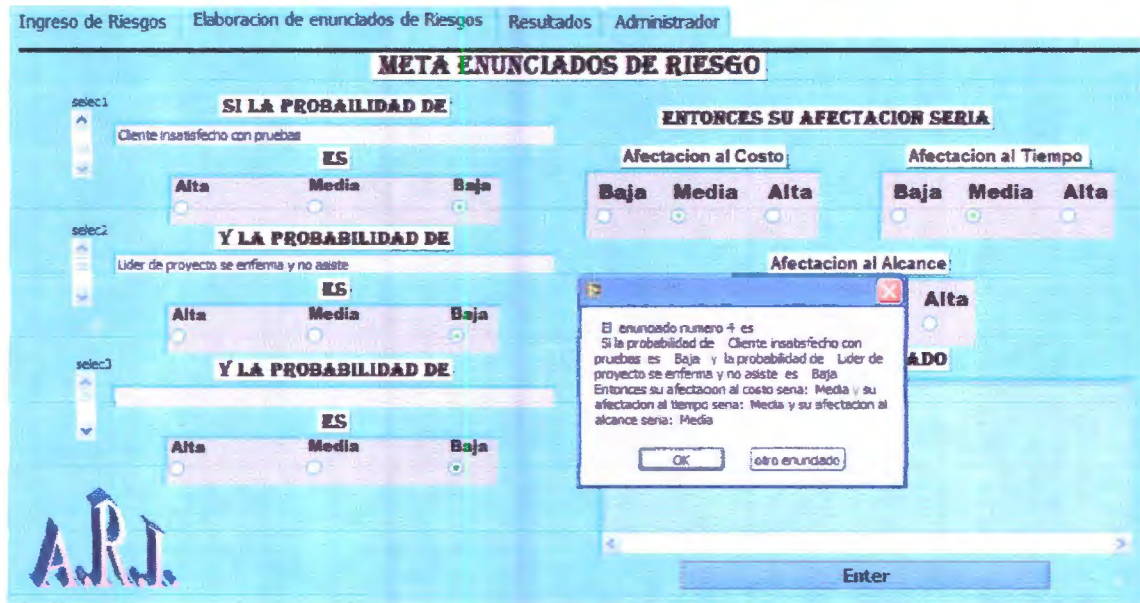 Ingreso de Riesgos Elaboracion de enunciados de Riesgos Resultados Administrador
META ENUNCIADOS DE RIESGO
selec1
SI LA PROBAILIDAD DE
Cliente insatisfecho con pruebas
ES
Alta Media Baja
selec2
Y LA PROBABILIDAD DE
Lider de proyecto se enferma y no asiste
ES
Alta Media Baja
selec3
Y LA PROBABILIDAD DE
ES
Alta Media Baja
A.R.I.
ENTONCES SU AFECTACION SERIA
Afectacion al Costo
Baja Media Alta
Afectacion al Tiempo
Baja Media Alta
Afectacion al Alcance
Alta
ADO
El enunciado numero 4 es
Si la probabilidad de Cliente insatisfecho con
pruebas es Baja y la probabilidad de Lider de
proyecto se enferma y no asiste es Baja
Entonces su afectacion al costo seria: Media y su
afectacion al tiempo seria: Media y su afectacion al
alcance seria: Media
OK otro enunciado
Enter